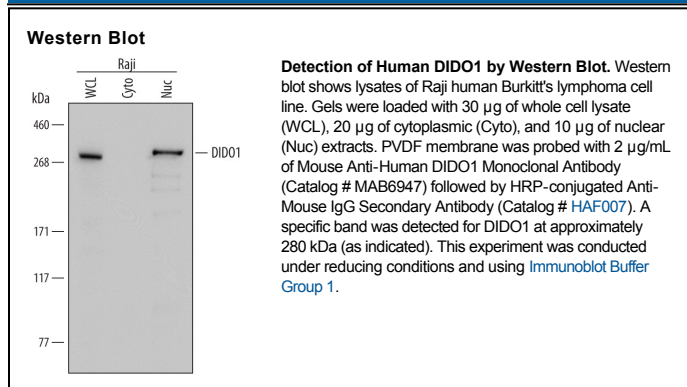 Western Blot
Raji
WCL
Cyto
Nuc
kDa
460
268
171
117
77
DIDO1
Detection of Human DIDO1 by Western Blot. Western
blot shows lysates of Raji human Burkitt's lymphoma cell
line. Gels were loaded with 30 µg of whole cell lysate
(WCL), 20 µg of cytoplasmic (Cyto), and 10 µg of nuclear
(Nuc) extracts. PVDF membrane was probed with 2 µg/mL
of Mouse Anti-Human DIDO1 Monoclonal Antibody
(Catalog # MAB6947) followed by HRP-conjugated Anti-
Mouse IgG Secondary Antibody (Catalog # HAF007). A
specific band was detected for DIDO1 at approximately
280 kDa (as indicated). This experiment was conducted
under reducing conditions and using Immunoblot Buffer
Group 1.